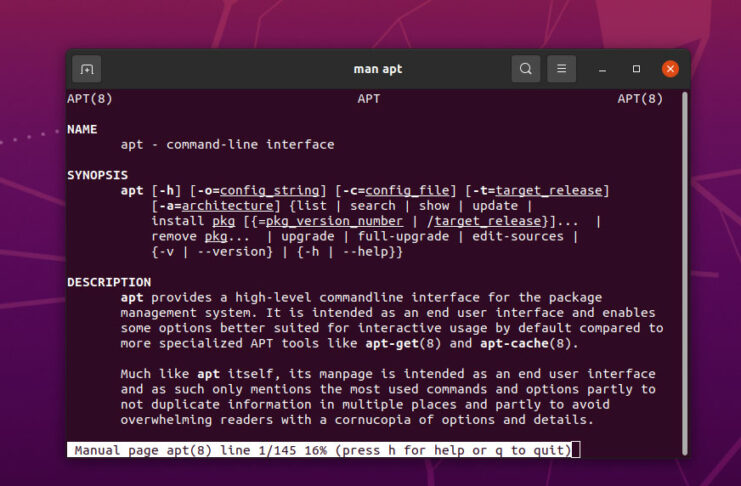 man apt
APT(8) APT APT(8)
NAME
apt - command-line interface
SYNOPSIS
apt [-h] [-o=config_string] [-c=config_file] [-t=target_release]
[-a=architecture] {list | search | show | update |
install pkg [{=pkg_version_number | /target_release}]... |
remove pkg... | upgrade | full-upgrade | edit-sources |
{-v | --version} | {-h | --help}}
DESCRIPTION
apt provides a high-level commandline interface for the package
management system. It is intended as an end user interface and enables
some options better suited for interactive usage by default compared to
more specialized APT tools like apt-get(8) and apt-cache(8).
Much like apt itself, its manpage is intended as an end user interface
and as such only mentions the most used commands and options partly to
not duplicate information in multiple places and partly to avoid
overwhelming readers with a cornucopia of options and details.
Manual page apt(8) line 1/145 16% (press h for help or q to quit)